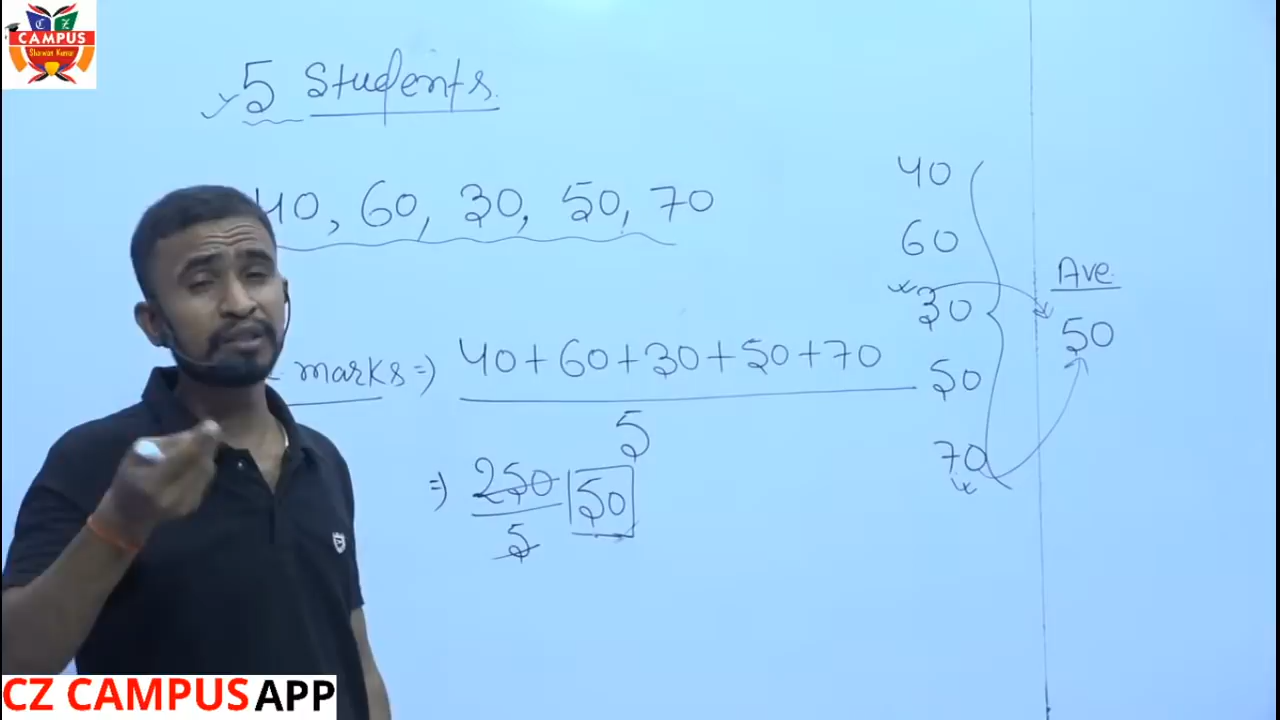 C Z
CAMPUS
Sharwan Kumar
5 Students
40, 60, 30, 50, 70
marks ⇒ 40+60+30+50+70
5
⇒ 250
5
50
40
60
30
50
70
Ave.
50
CZ CAMPUS APP